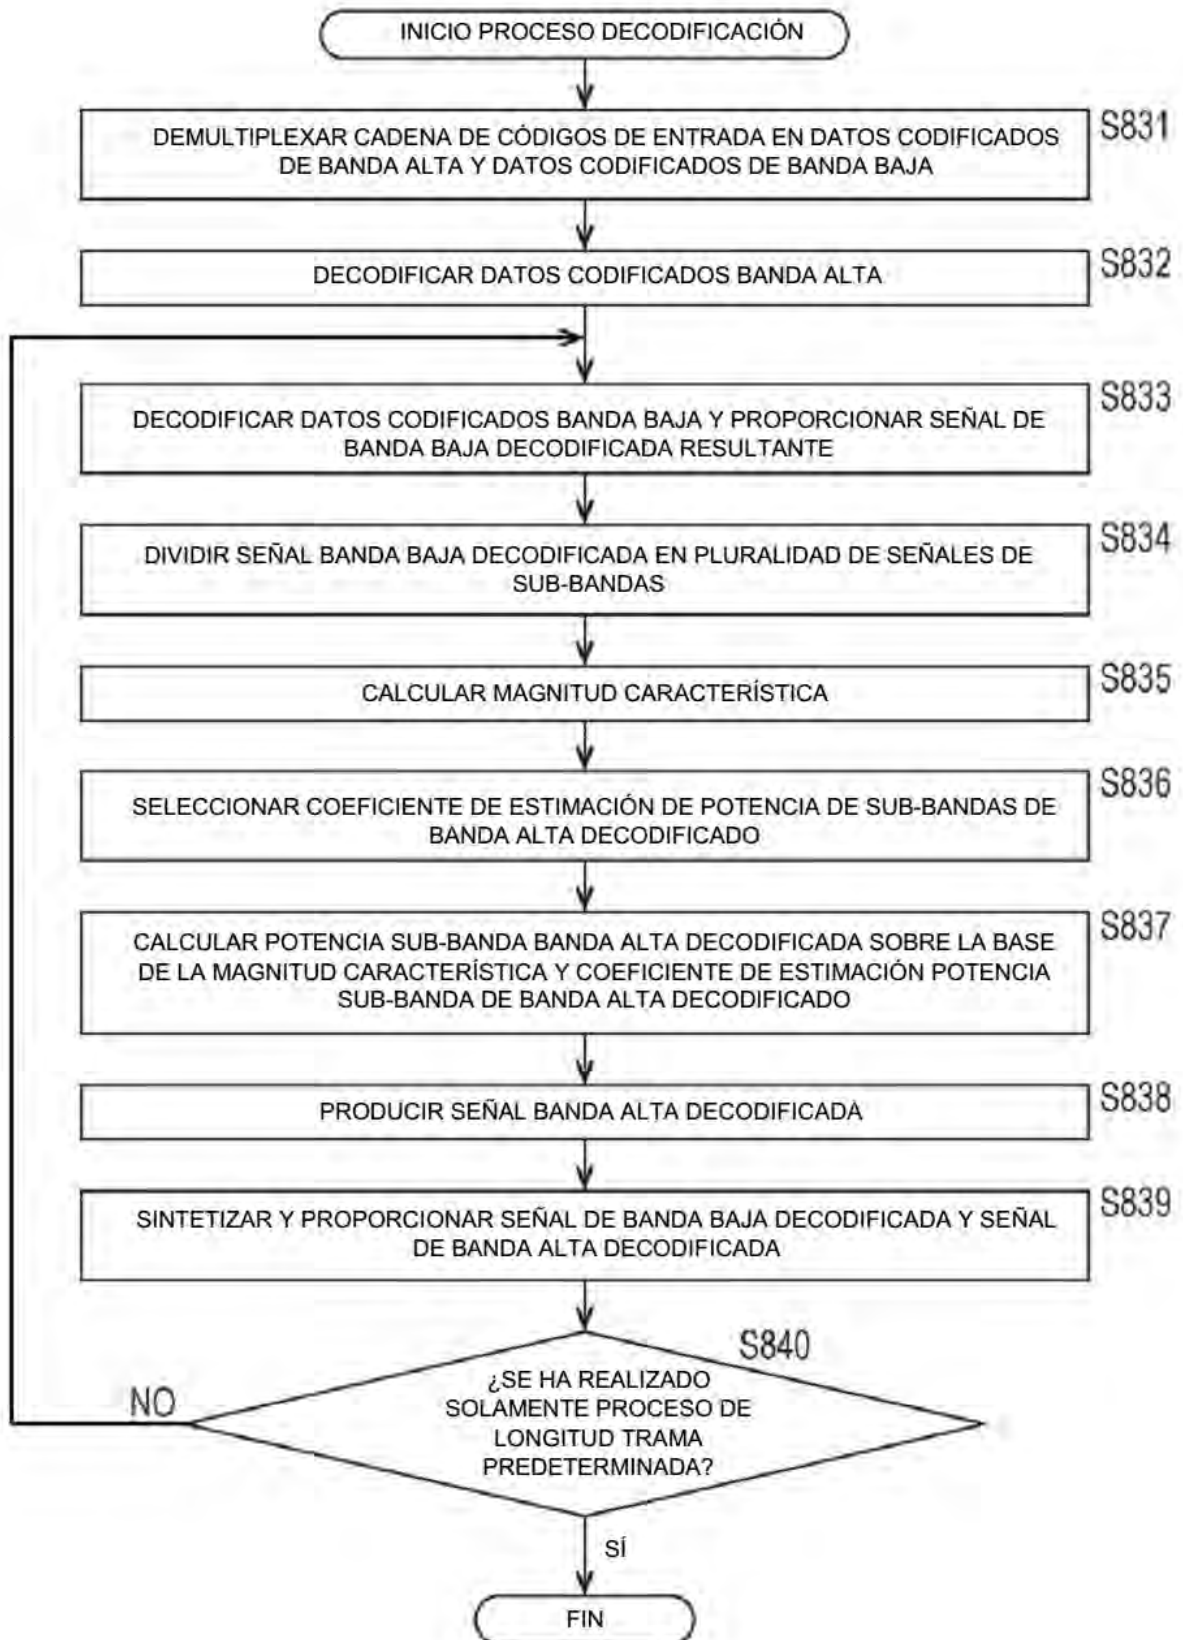 INICIO PROCESO DECODIFICACIÓN
S831
DEMULTIPLEXAR CADENA DE CÓDIGOS DE ENTRADA EN DATOS CODIFICADOS
DE BANDA ALTA Y DATOS CODIFICADOS DE BANDA BAJA
S832
DECODIFICAR DATOS CODIFICADOS BANDA ALTA
S833
DECODIFICAR DATOS CODIFICADOS BANDA BAJA Y PROPORCIONAR SEÑAL DE
BANDA BAJA DECODIFICADA RESULTANTE
S834
DIVIDIR SEÑAL BANDA BAJA DECODIFICADA EN PLURALIDAD DE SEÑALES DE
SUB-BANDAS
S835
CALCULAR MAGNITUD CARACTERÍSTICA
S836
SELECCIONAR COEFICIENTE DE ESTIMACIÓN DE POTENCIA DE SUB-BANDAS DE
BANDA ALTA DECODIFICADO
S837
CALCULAR POTENCIA SUB-BANDA BANDA ALTA DECODIFICADA SOBRE LA BASE
DE LA MAGNITUD CARACTERÍSTICA Y COEFICIENTE DE ESTIMACIÓN POTENCIA
SUB-BANDA DE BANDA ALTA DECODIFICADO
S838
PRODUCIR SEÑAL BANDA ALTA DECODIFICADA
S839
SINTETIZAR Y PROPORCIONAR SEÑAL DE BANDA BAJA DECODIFICADA Y SEÑAL
DE BANDA ALTA DECODIFICADA
S840
¿SE HA REALIZADO
SOLAMENTE PROCESO DE
LONGITUD TRAMA
PREDETERMINADA?
NO
SÍ
FIN